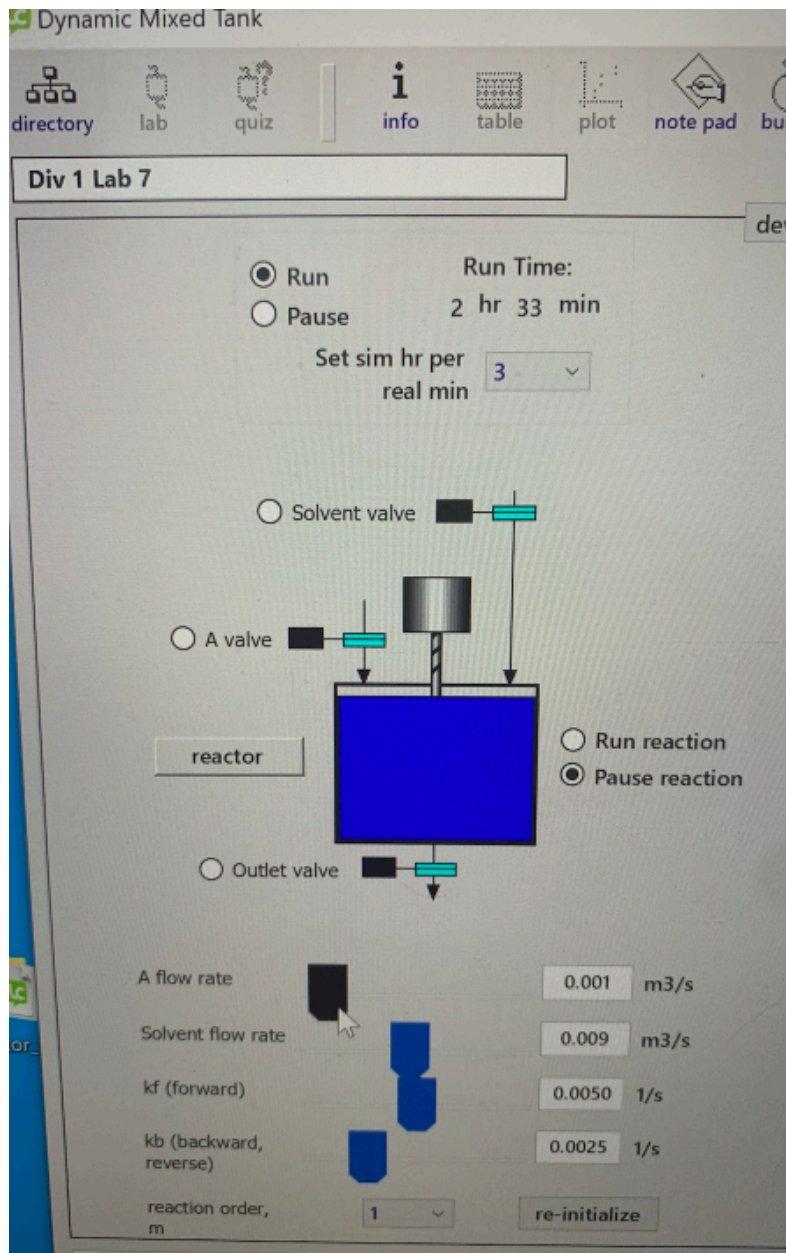 Dynamic Mixed Tank
directory lab quiz info table plot note pad
Div 1 Lab 7
Run
Pause
Run Time:
2 hr 33 min
Set sim hr per
real min
3
Solvent valve
A valve
reactor
Run reaction
Pause reaction
Outlet valve
A flow rate 0.001 m3/s
Solvent flow rate 0.009 m3/s
kf (forward) 0.0050 1/s
kb (backward,
reverse) 0.0025 1/s
reaction order,
m
1 re-initialize